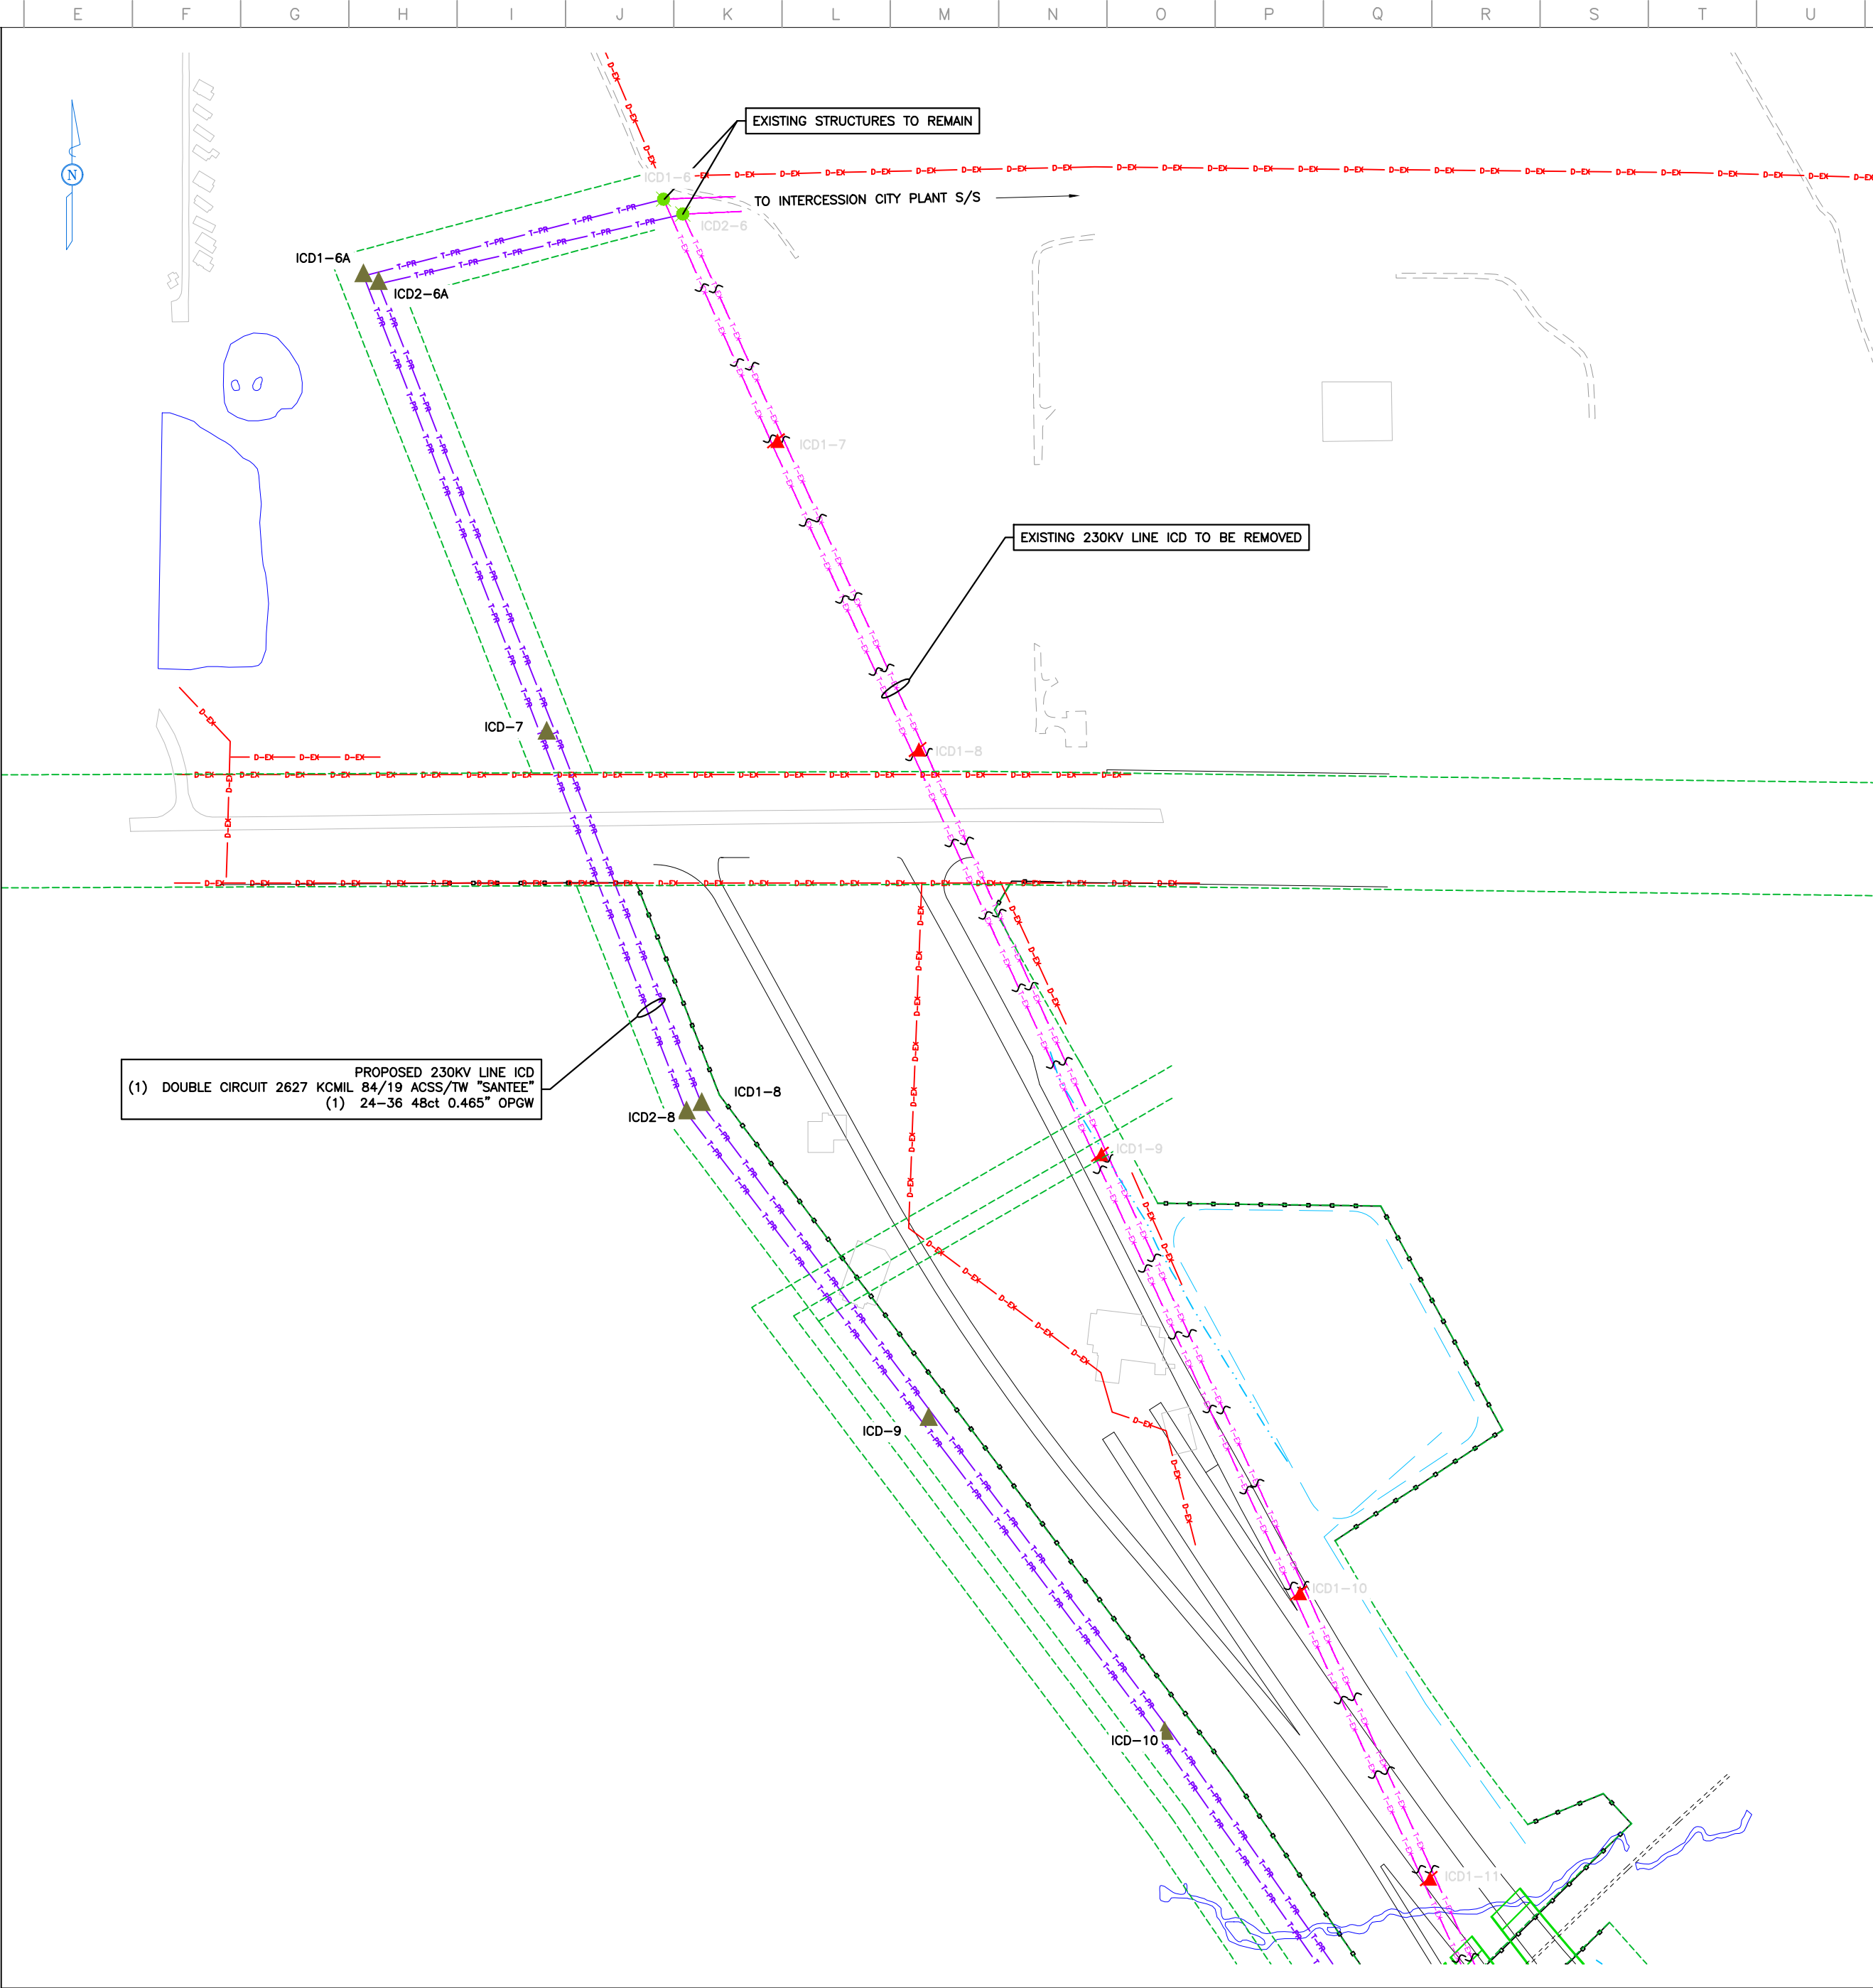 E F G H I J K L M N O P Q R S T U
N
EXISTING STRUCTURES TO REMAIN
ICD1-6
TO INTERCESSION CITY PLANT S/S
ICD2-6
ICD1-6A
ICD2-6A
ICD1-7
EXISTING 230KV LINE ICD TO BE REMOVED
ICD-7
ICD1-8
PROPOSED 230KV LINE ICD
(1) DOUBLE CIRCUIT 2627 KCMIL 84/19 ACSS/TW "SANTEE"
(1) 24-36 48ct 0.465" OPGW
ICD1-8
ICD2-8
ICD1-9
ICD-9
ICD1-10
ICD-10
ICD1-11
D-EX
T-PR
T-EX